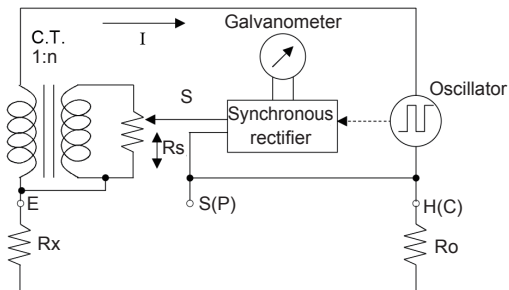 Galvanometer
C.T.
1:n
I
S
Oscillator
Synchronous
rectifier
Rs
E
S(P)
H(C)
Rx
Ro